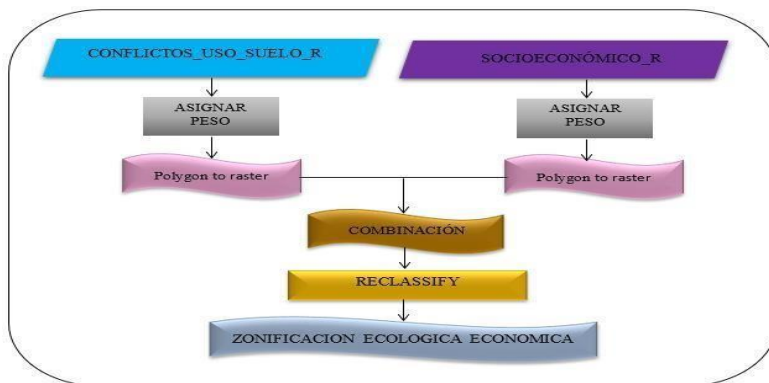 CONFLICTOS_USO_SUELO_R
SOCIOECONÓMICO_R
ASIGNAR
PESO
ASIGNAR
PESO
Polygon to raster
Polygon to raster
COMBINACIÓN
RECLASSIFY
ZONIFICACION ECOLOGICA ECONOMICA